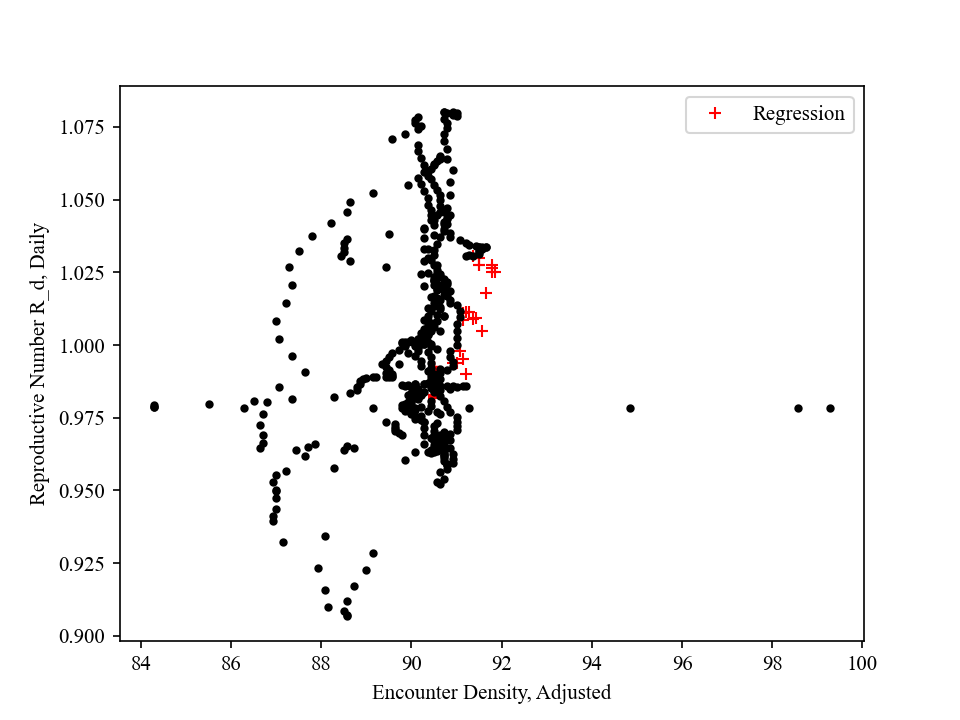 Regression
1.075
1.050
1.025
1.000
0.975
0.950
0.925
0.900
Reproductive Number R_d, Daily
84 86 88 90 92 94 96 98 100
Encounter Density, Adjusted